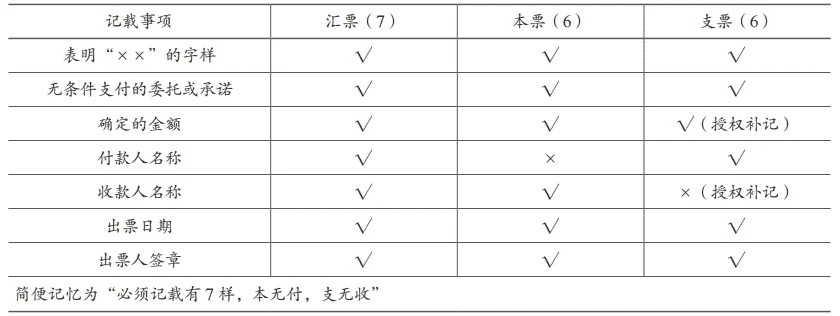 记载事项 汇票（7） 本票（6） 支票（6）
表明“××”的字样 √ √ √
无条件支付的委托或承诺 √ √ √
确定的金额 √ √ √（授权补记）
付款人名称 √ × √
收款人名称 √ √ ×（授权补记）
出票日期 √ √ √
出票人签章 √ √ √
简便记忆为“必须记载有7样，本无付，支无收”